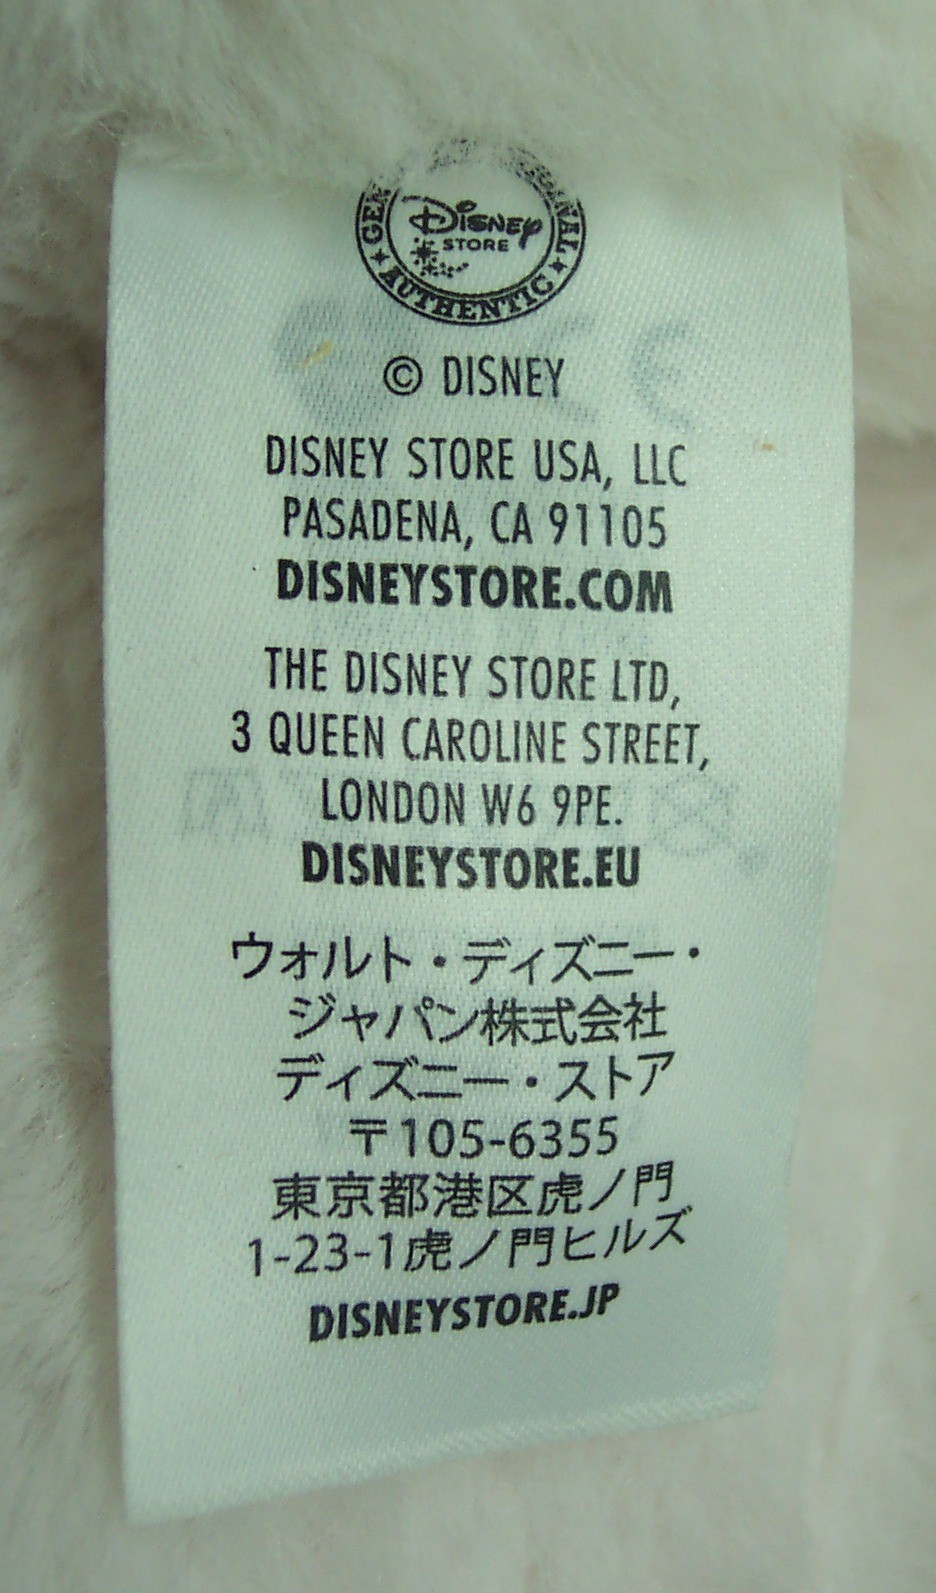 Disney
STORE
AUTHENTIC
© DISNEY
DISNEY STORE USA, LLC
PASADENA, CA 91105
DISNEYSTORE.COM
THE DISNEY STORE LTD,
3 QUEEN CAROLINE STREET,
LONDON W6 9PE.
DISNEYSTORE.EU
ウォルト・ディズニー・
ジャパン株式会社
ディズニー・ストア
〒105-6355
東京都港区虎ノ門
1-23-1虎ノ門ヒルズ
DISNEYSTORE.JP